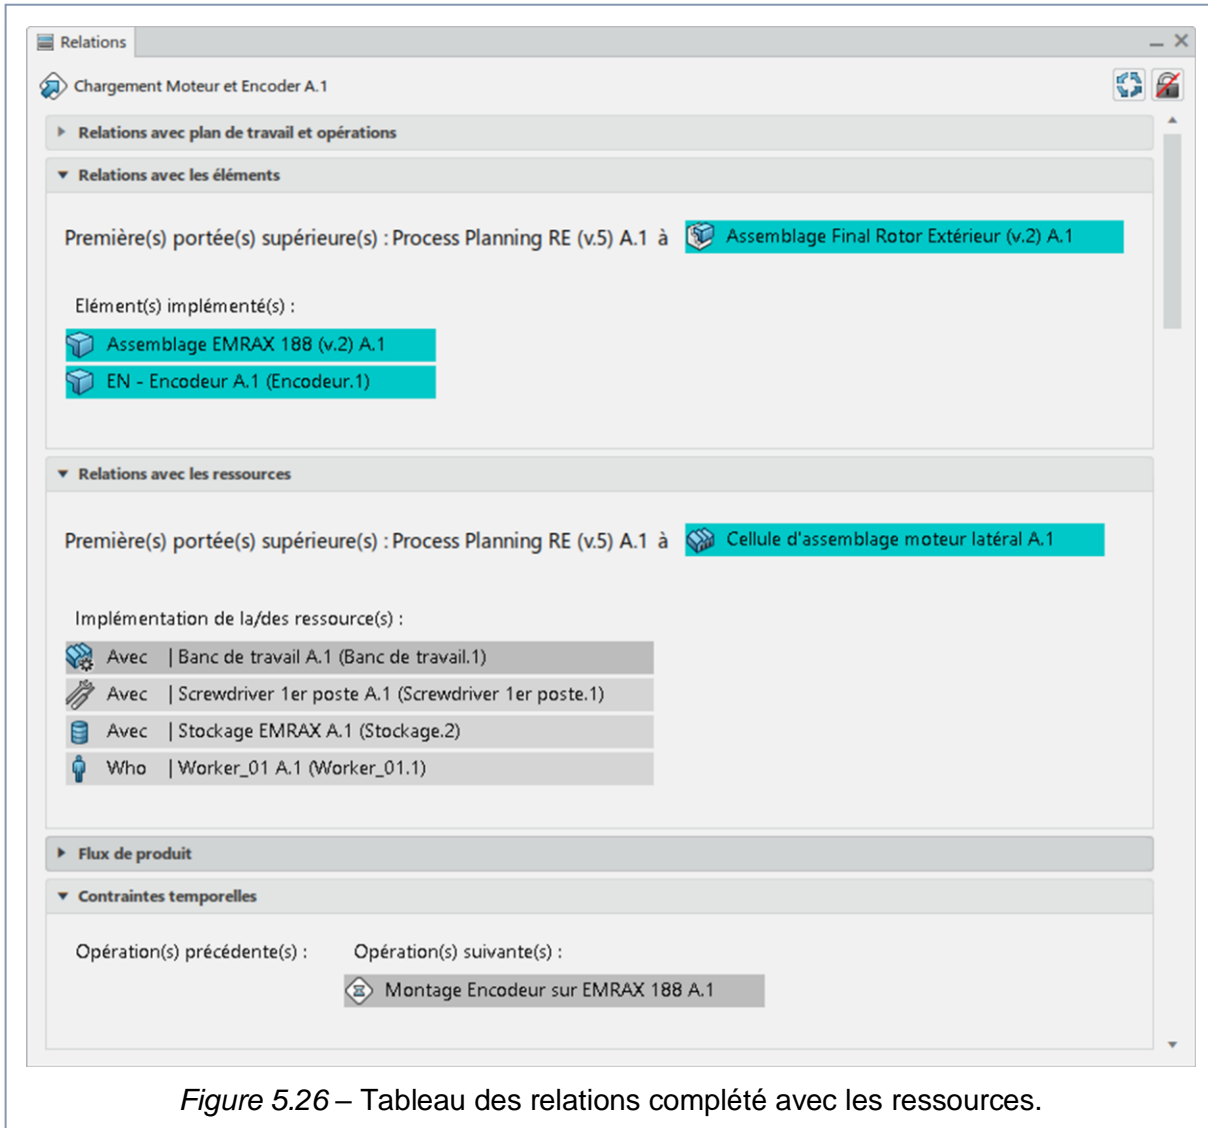 Relations
Chargement Moteur et Encoder A.1
Relations avec plan de travail et opérations
Relations avec les éléments
Première(s) portée(s) supérieure(s) : Process Planning RE (v.5) A.1 à Assemblage Final Rotor Extérieur (v.2) A.1
Elément(s) implémenté(s) :
Assemblage EMRAX 188 (v.2) A.1
EN - Encodeur A.1 (Encodeur.1)
Relations avec les ressources
Première(s) portée(s) supérieure(s) : Process Planning RE (v.5) A.1 à Cellule d'assemblage moteur latéral A.1
Implémentation de la/des ressource(s) :
Avec | Banc de travail A.1 (Banc de travail.1)
Avec | Screwdriver 1er poste A.1 (Screwdriver 1er poste.1)
Avec | Stockage EMRAX A.1 (Stockage.2)
Who | Worker_01 A.1 (Worker_01.1)
Flux de produit
Contraintes temporelles
Opération(s) précédente(s) : Opération(s) suivante(s) :
Montage Encodeur sur EMRAX 188 A.1
Figure 5.26 – Tableau des relations complété avec les ressources.